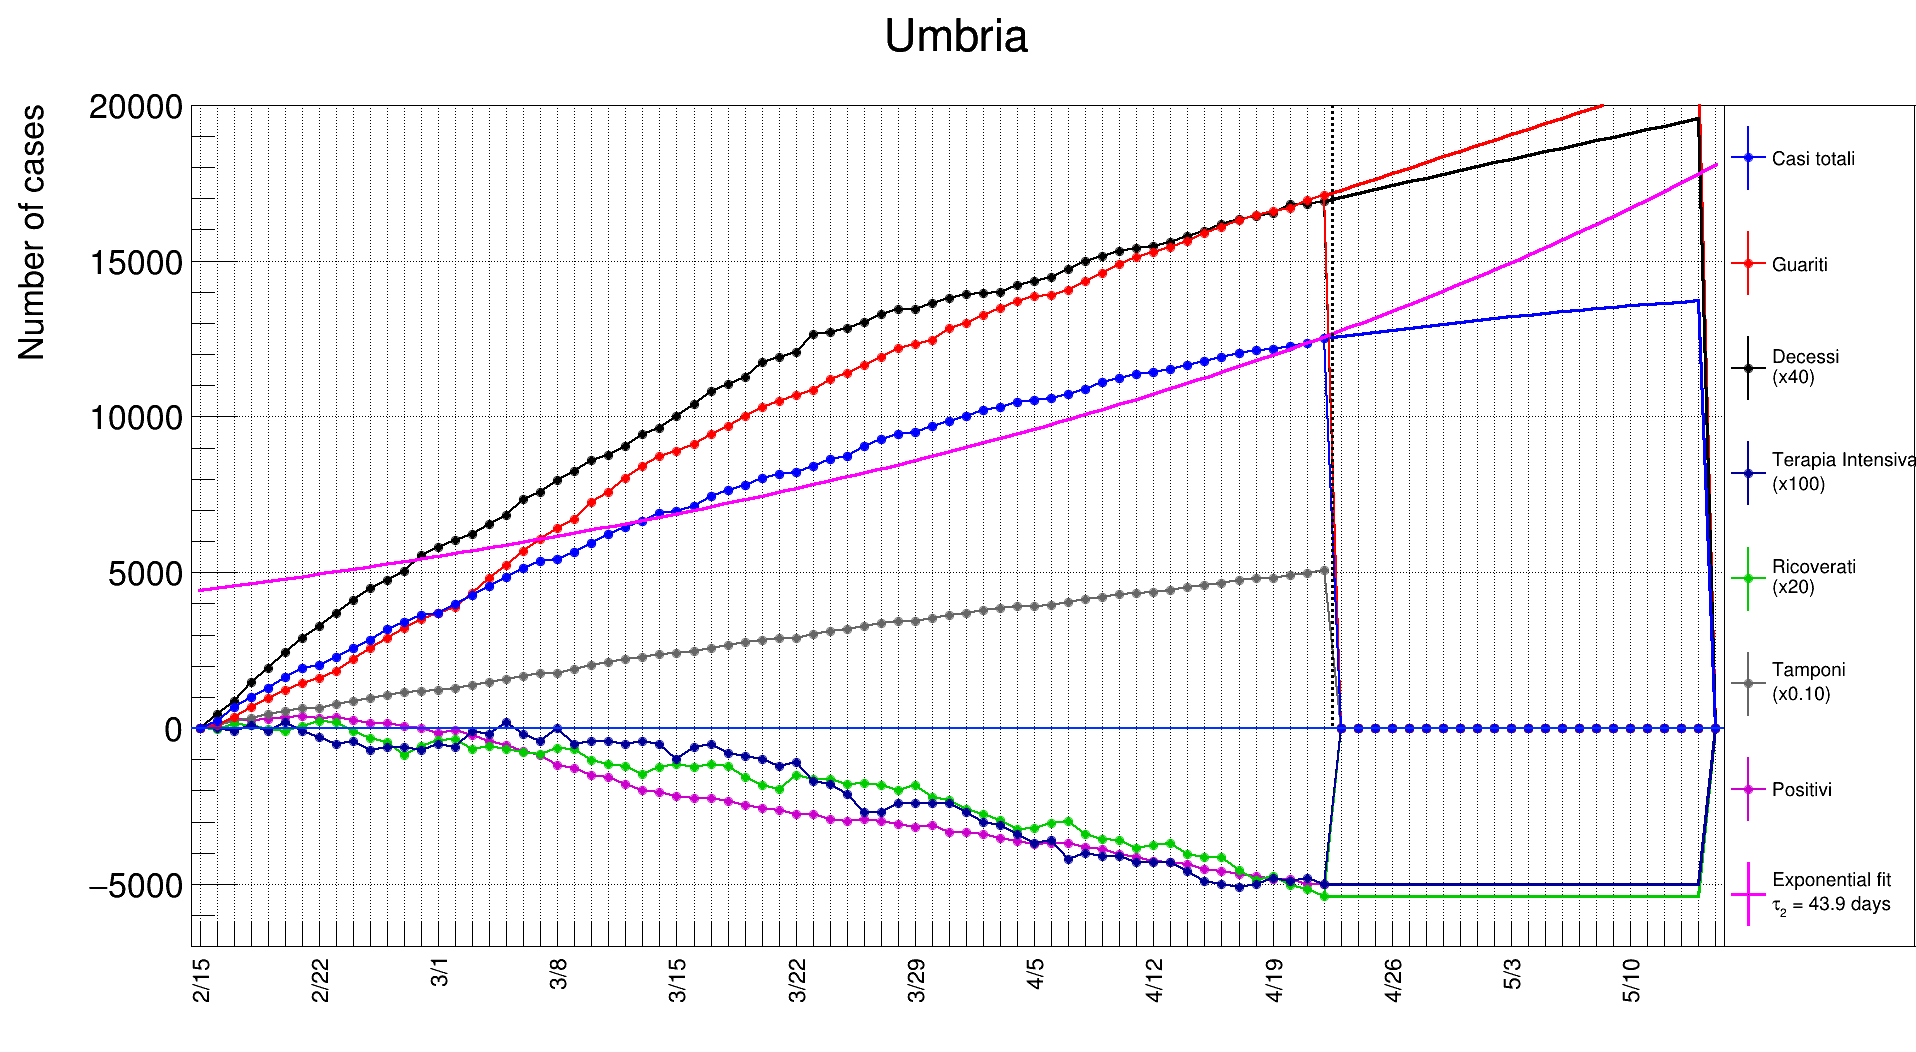 Umbria
Number of cases
20000
15000
10000
5000
0
−5000
2/15
2/22
3/1
3/8
3/15
3/22
3/29
4/5
4/12
4/19
4/26
5/3
5/10
Casi totali
Guariti
Decessi
(x40)
Terapia Intensiva
(x100)
Ricoverati
(x20)
Tamponi
(x0.10)
Positivi
Exponential fit
τ2 = 43.9 days